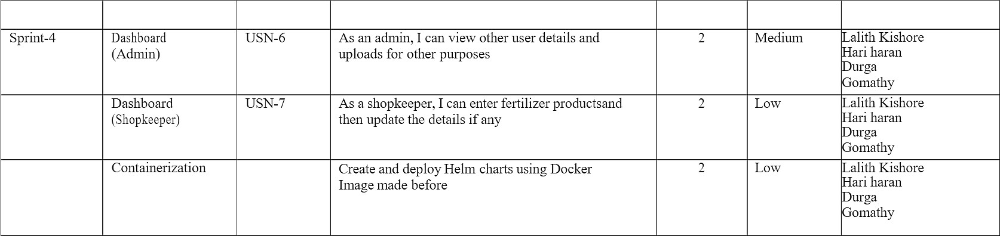 Sprint-4
Dashboard
(Admin)
USN-6
As an admin, I can view other user details and
uploads for other purposes
2
Medium
Lalith Kishore
Hari haran
Durga
Gomathy
Dashboard
(Shopkeeper)
USN-7
As a shopkeeper, I can enter fertilizer productsand
then update the details if any
2
Low
Lalith Kishore
Hari haran
Durga
Gomathy
Containerization
Create and deploy Helm charts using Docker
Image made before
2
Low
Lalith Kishore
Hari haran
Durga
Gomathy